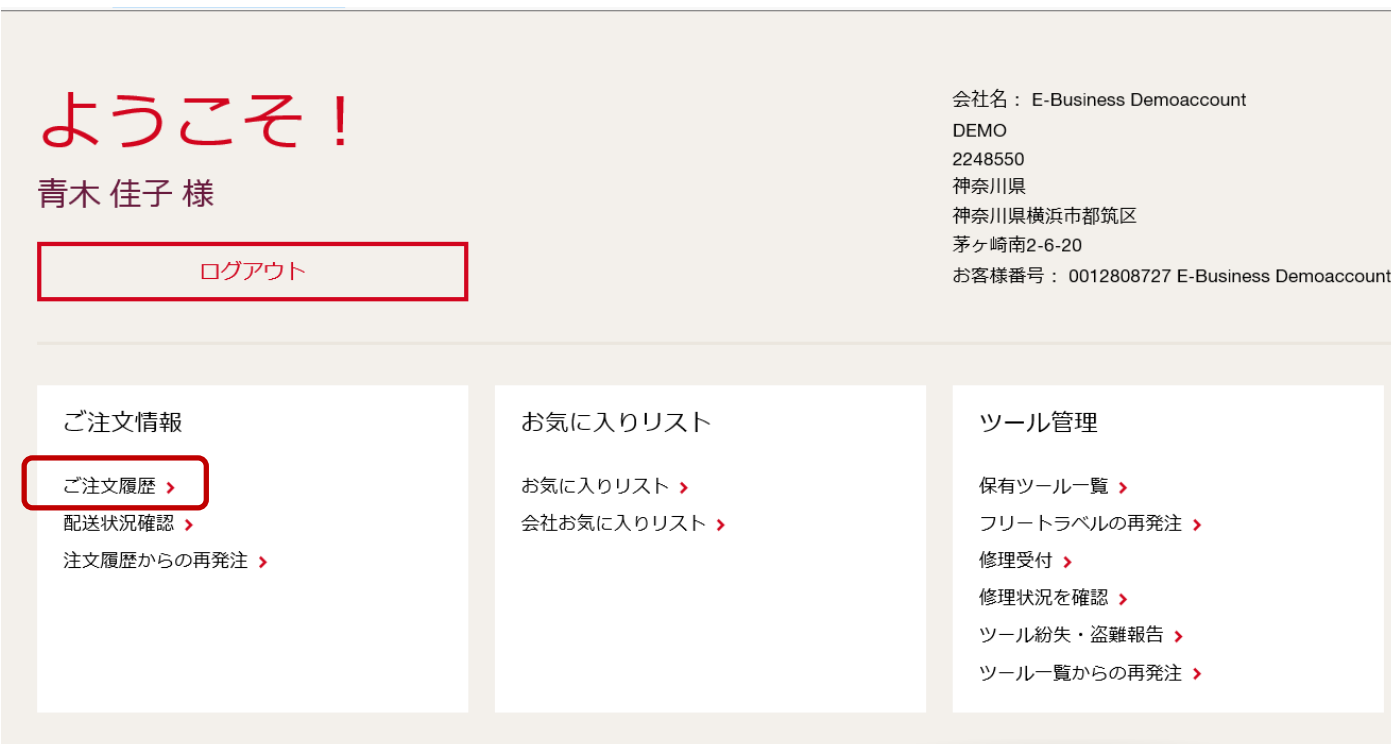 ようこそ！
青木 佳子 様
ログアウト
会社名： E-Business Demoaccount
DEMO
2248550
神奈川県
神奈川県横浜市都筑区
茅ヶ崎南2-6-20
お客様番号： 0012808727 E-Business Demoaccount
ご注文情報
ご注文履歴
配送状況確認
注文履歴からの再発注
お気に入りリスト
お気に入りリスト
会社お気に入りリスト
ツール管理
保有ツール一覧
フリートラベルの再発注
修理受付
修理状況を確認
ツール紛失・盗難報告
ツール一覧からの再発注